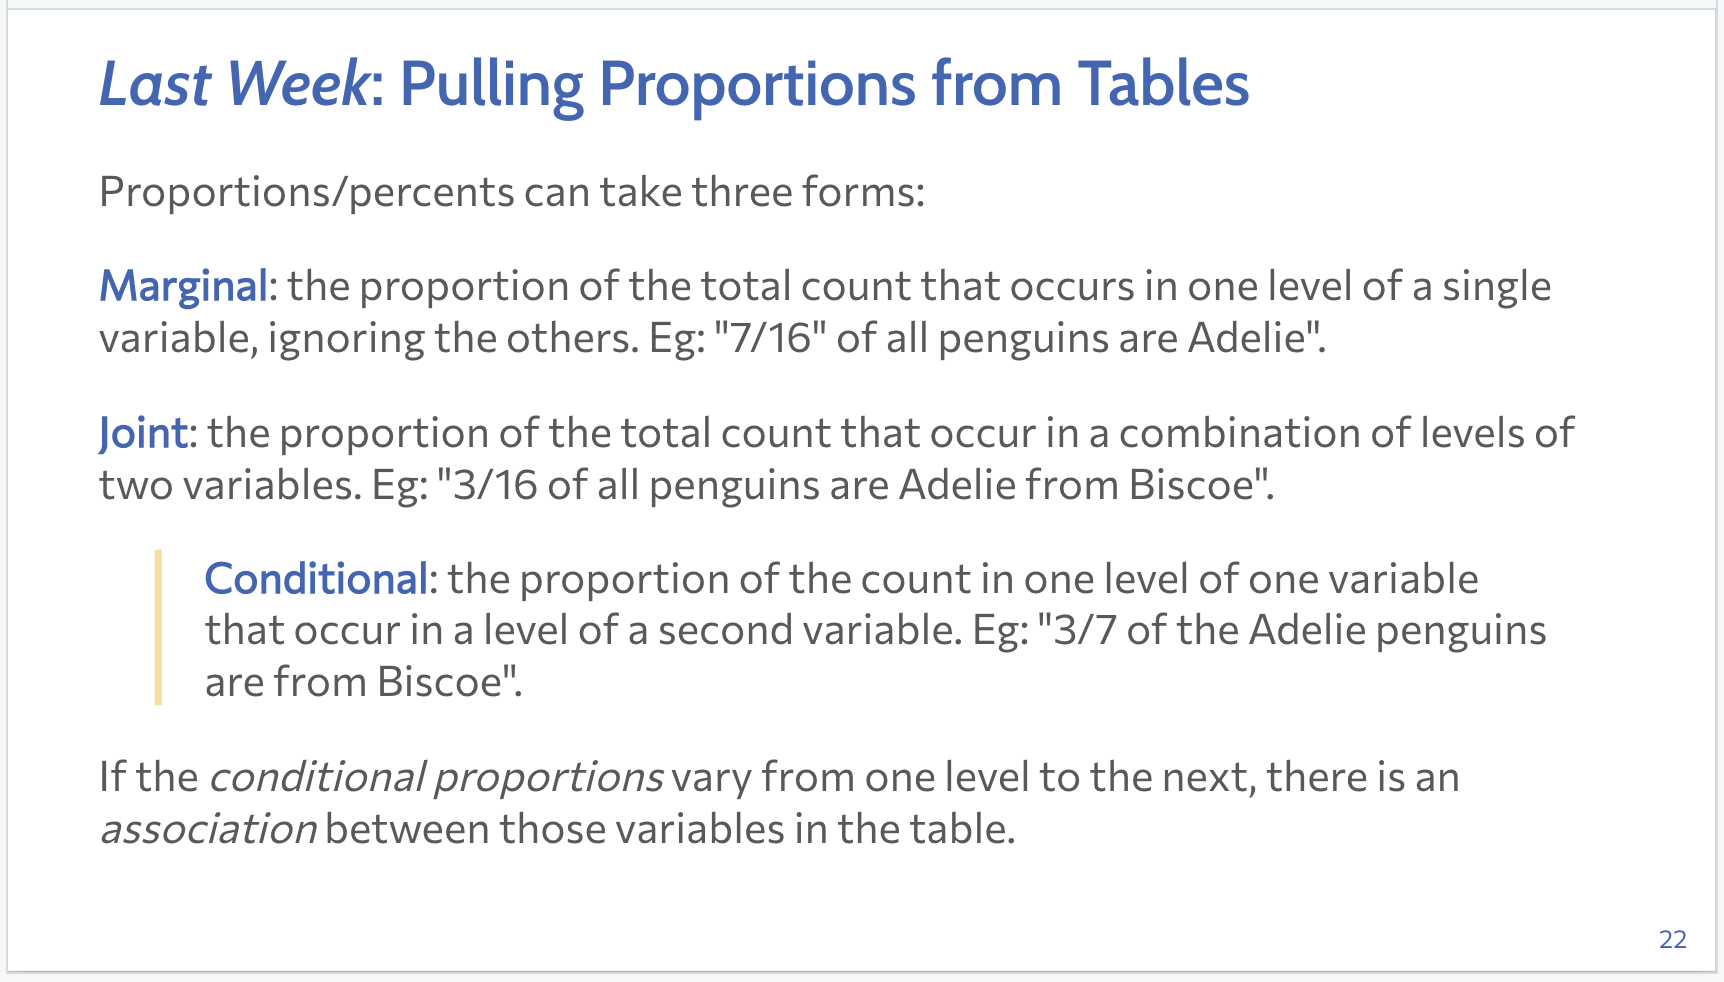 Last Week: Pulling Proportions from Tables
Proportions/percents can take three forms:
Marginal: the proportion of the total count that occurs in one level of a single
variable, ignoring the others. Eg: "7/16" of all penguins are Adelie".
Joint: the proportion of the total count that occur in a combination of levels of
two variables. Eg: "3/16 of all penguins are Adelie from Biscoe".
Conditional: the proportion of the count in one level of one variable
that occur in a level of a second variable. Eg: "3/7 of the Adelie penguins
are from Biscoe".
If the conditional proportions vary from one level to the next, there is an
association between those variables in the table.
22